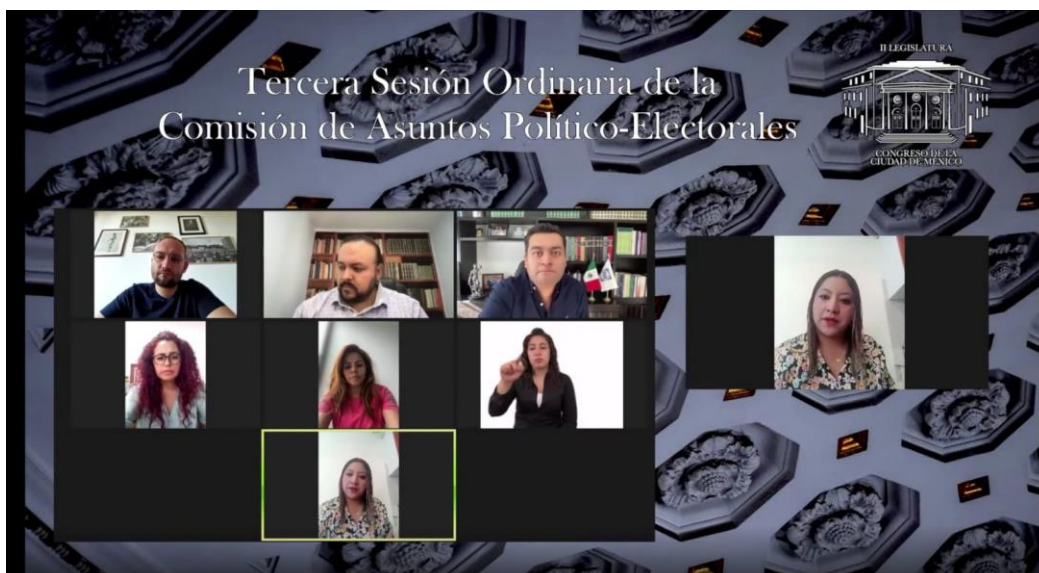 Tercera Sesión Ordinaria de la
Comisión de Asuntos Político-Electorales
II LEGISLATURA
CONGRESO DE LA
CIUDAD DE MÉXICO